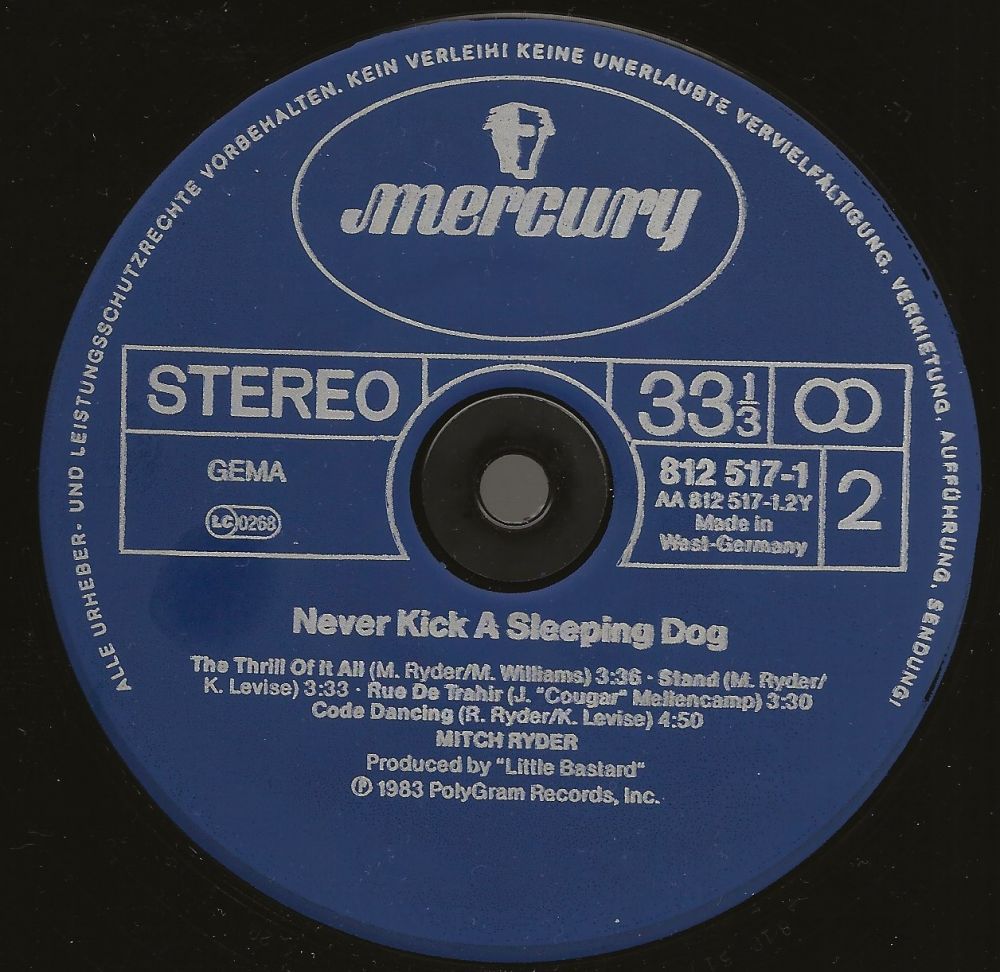 ALLE URHEBER- UND LEISTUNGSSCHUTZRECHTE VORBEHALTEN. KEIN VERLEIH! KEINE UNERLAUBTE VERVIELFÄLTIGUNG, VERMIETUNG, AUFFÜHRUNG, SENDUNG!
mercury
STEREO
33 1/3
GEMA
LC 0268
812 517-1
AA 812 517-1.2Y
Made in
West-Germany
2
Never Kick A Sleeping Dog
The Thrill Of It All (M. Ryder/M. Williams) 3:36 · Stand (M. Ryder/
K. Levise) 3:33 · Rue De Trahir (J. "Cougar" Mellencamp) 3:30
Code Dancing (R. Ryder/K. Levise) 4:50
MITCH RYDER
Produced by "Little Bastard"
℗ 1983 PolyGram Records, Inc.